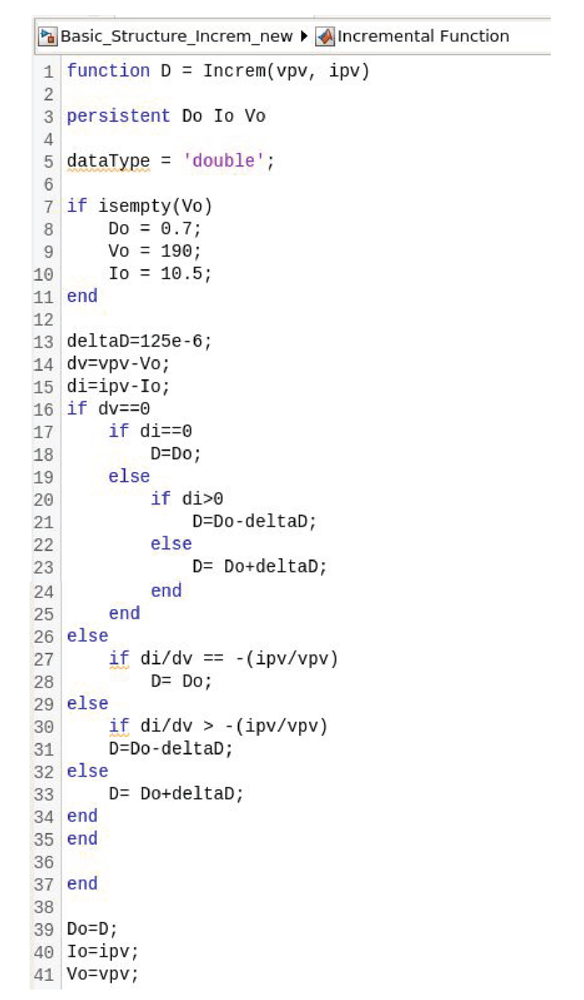 Basic_Structure_Increm_new ▶ Incremental Function
1 function D = Increm(vpv, ipv)
2
3 persistent Do Io Vo
4
5 dataType = 'double';
6
7 if isempty(Vo)
8     Do = 0.7;
9     Vo = 190;
10     Io = 10.5;
11 end
12
13 deltaD=125e-6;
14 dv=vpv-Vo;
15 di=ipv-Io;
16 if dv==0
17     if di==0
18         D=Do;
19     else
20         if di>0
21             D=Do-deltaD;
22         else
23             D= Do+deltaD;
24         end
25     end
26 else
27     if di/dv == -(ipv/vpv)
28         D= Do;
29 else
30     if di/dv > -(ipv/vpv)
31     D=Do-deltaD;
32 else
33     D= Do+deltaD;
34 end
35 end
36
37 end
38
39 Do=D;
40 Io=ipv;
41 Vo=vpv;